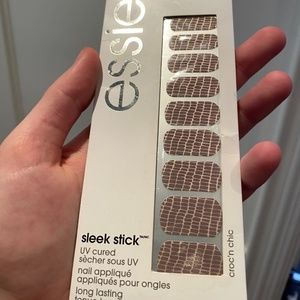 essie
sleek stick
UV cured
sécher sous UV
nail appliqué
appliqués pour ongles
long lasting
croc'n chic